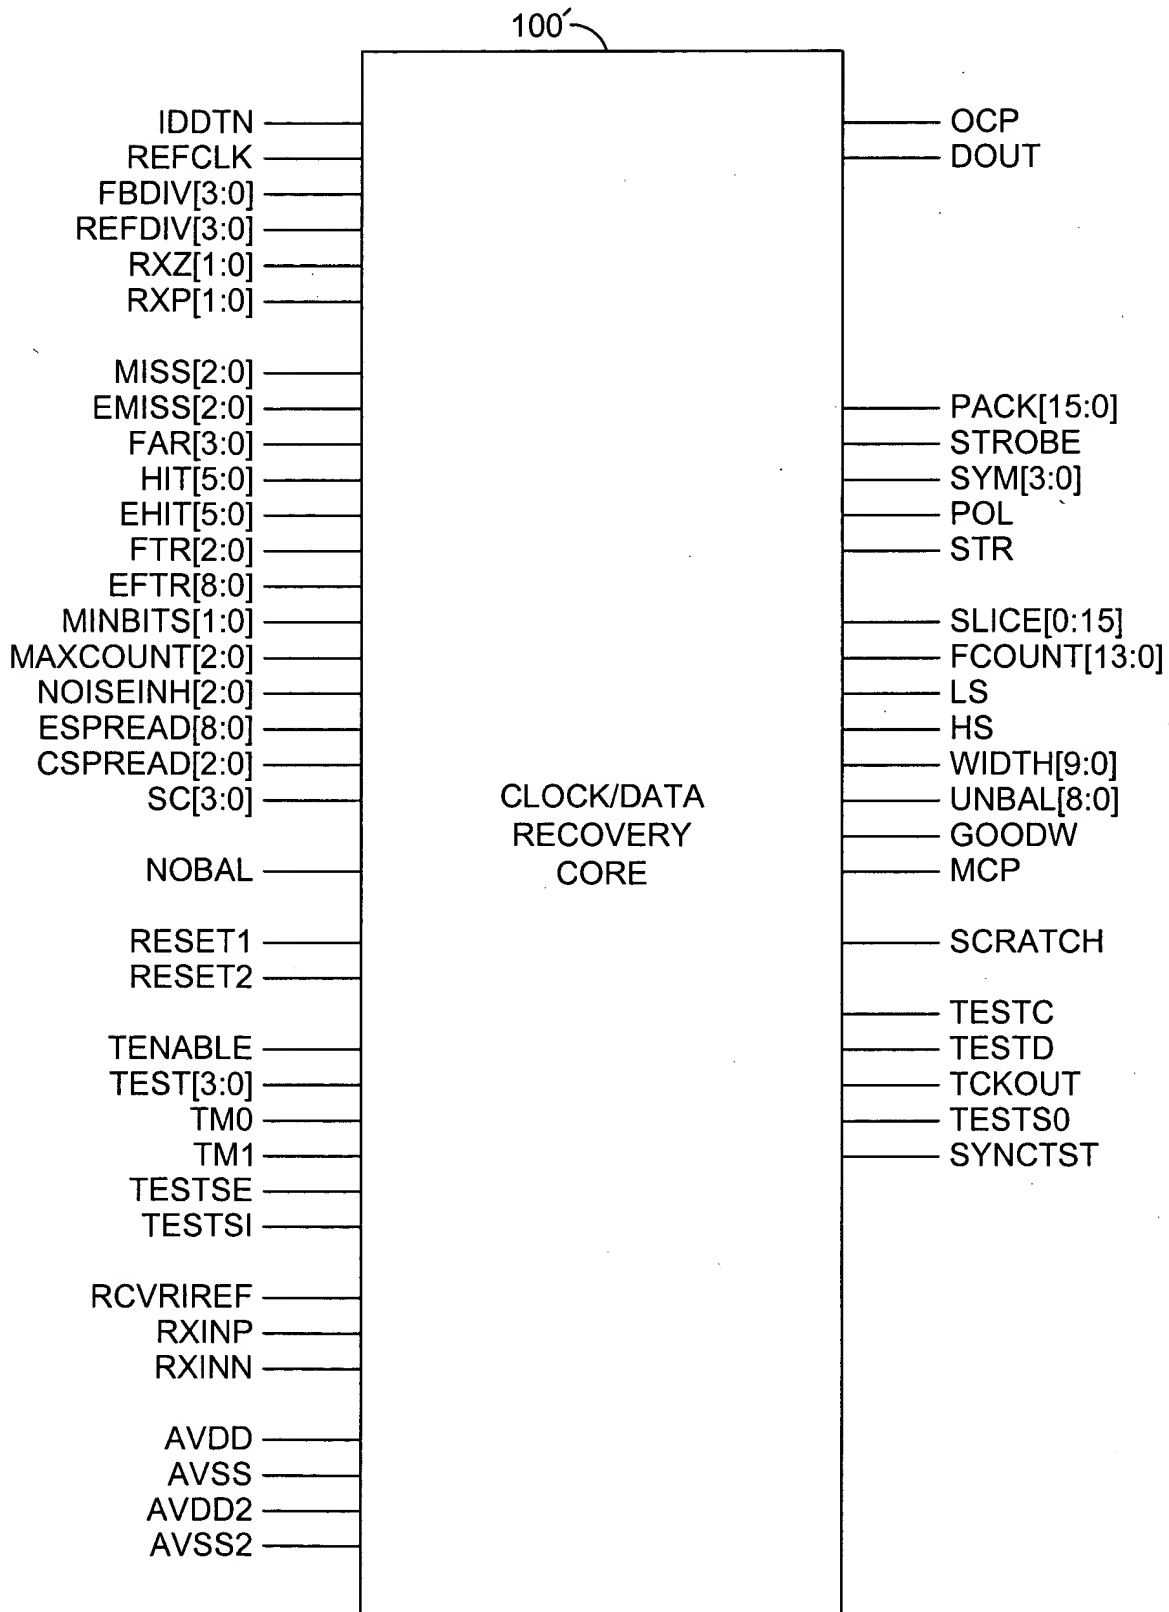 100′
IDDTN
REFCLK
FBDIV[3:0]
REFDIV[3:0]
RXZ[1:0]
RXP[1:0]
MISS[2:0]
EMISS[2:0]
FAR[3:0]
HIT[5:0]
EHIT[5:0]
FTR[2:0]
EFTR[8:0]
MINBITS[1:0]
MAXCOUNT[2:0]
NOISEINH[2:0]
ESPREAD[8:0]
CSPREAD[2:0]
SC[3:0]
NOBAL
RESET1
RESET2
TENABLE
TEST[3:0]
TM0
TM1
TESTSE
TESTSI
RCVRIREF
RXINP
RXINN
AVDD
AVSS
AVDD2
AVSS2
CLOCK/DATA
RECOVERY
CORE
OCP
DOUT
PACK[15:0]
STROBE
SYM[3:0]
POL
STR
SLICE[0:15]
FCOUNT[13:0]
LS
HS
WIDTH[9:0]
UNBAL[8:0]
GOODW
MCP
SCRATCH
TESTC
TESTD
TCKOUT
TESTS0
SYNCTST